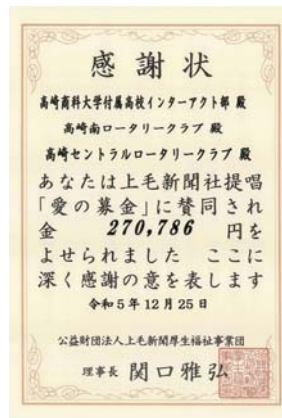 感謝状
高崎商科大学付属高校インターアクト部 殿
高崎南ロータリークラブ 殿
高崎セントラルロータリークラブ 殿
あなたは上毛新聞社提唱
「愛の募金」に賛同され
金 270,786 円を
よせられました ここに
深く感謝の意を表します
令和5年12月25日
公益財団法人上毛新聞厚生福祉事業団
理事長 関口雅弘